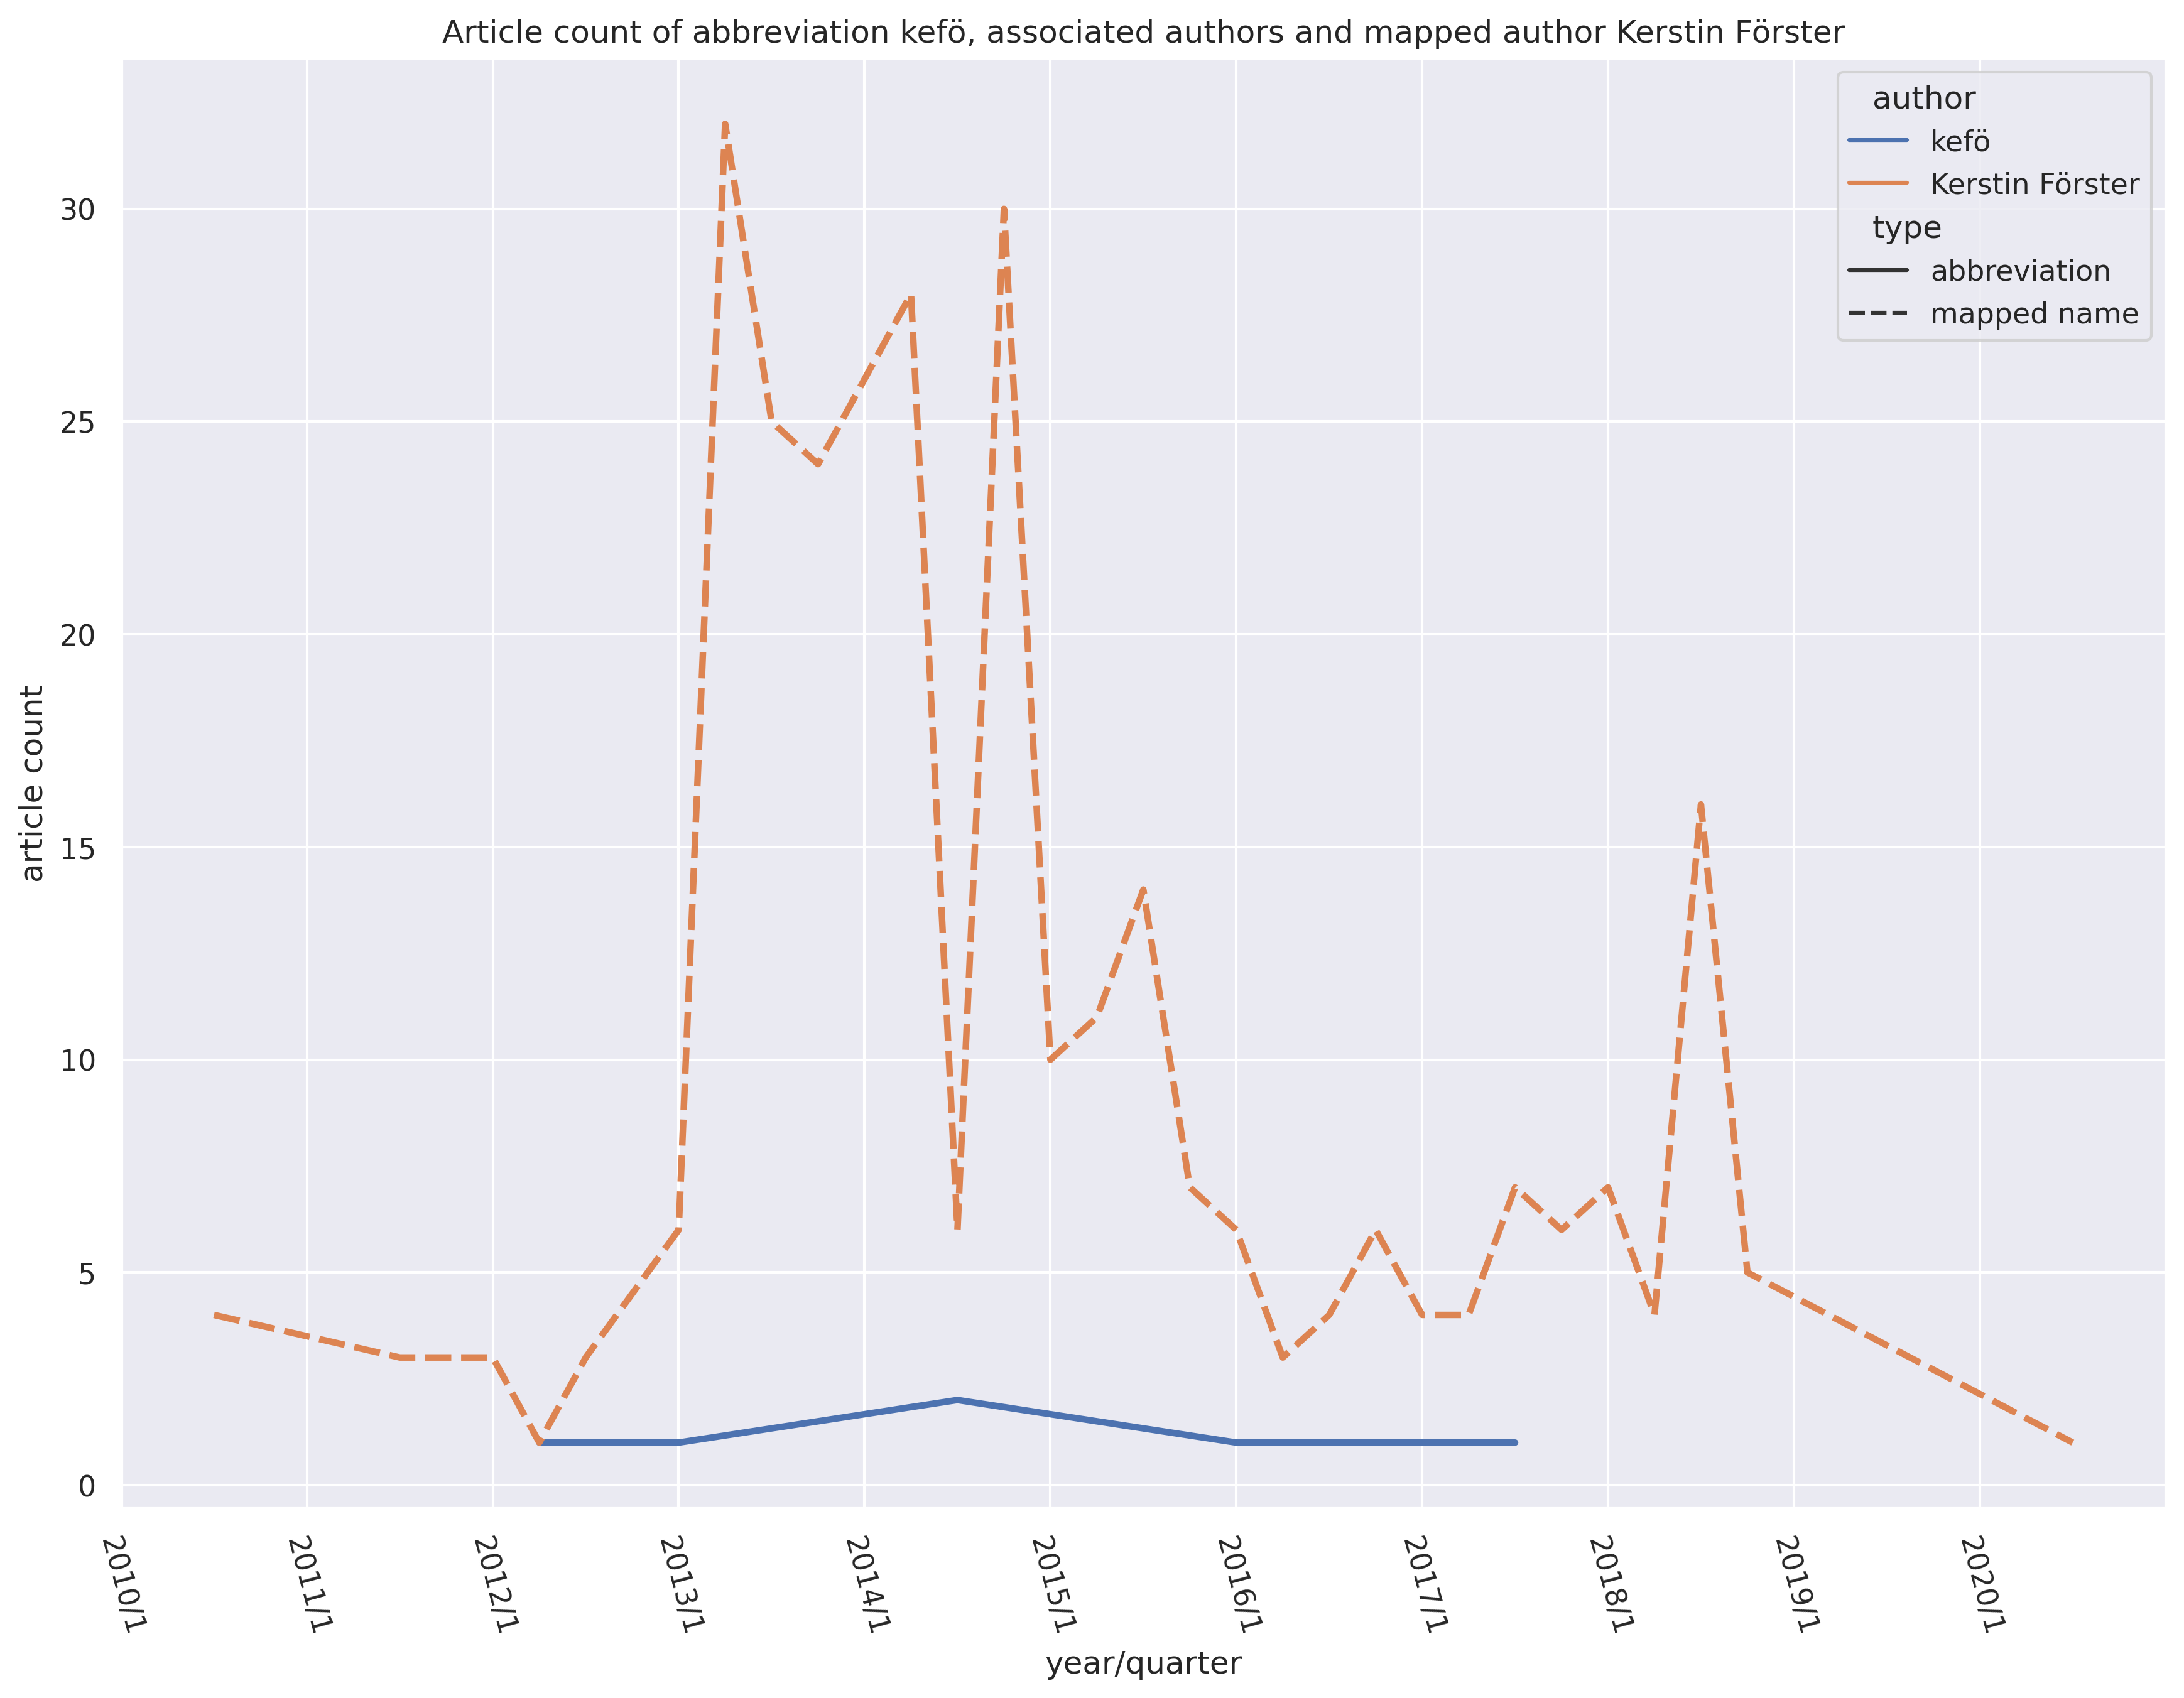 Article count of abbreviation kefö, associated authors and mapped author Kerstin Förster
author
kefö
Kerstin Förster
type
abbreviation
mapped name
article count
30
25
20
15
10
5
0
2010/1
2011/1
2012/1
2013/1
2014/1
2015/1
2016/1
2017/1
2018/1
2019/1
2020/1
year/quarter